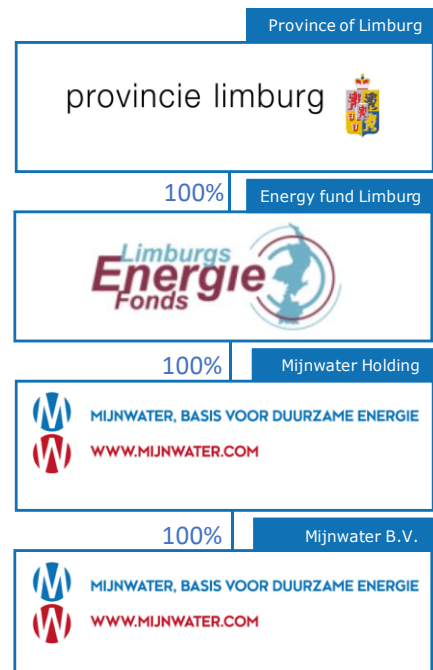 Province of Limburg
provincie limburg
100%
Energy fund Limburg
Limburgs
Energie
Fonds
100%
Mijnwater Holding
M MIJNWATER, BASIS VOOR DUURZAME ENERGIE
W WWW.MIJNWATER.COM
100%
Mijnwater B.V.
M MIJNWATER, BASIS VOOR DUURZAME ENERGIE
W WWW.MIJNWATER.COM